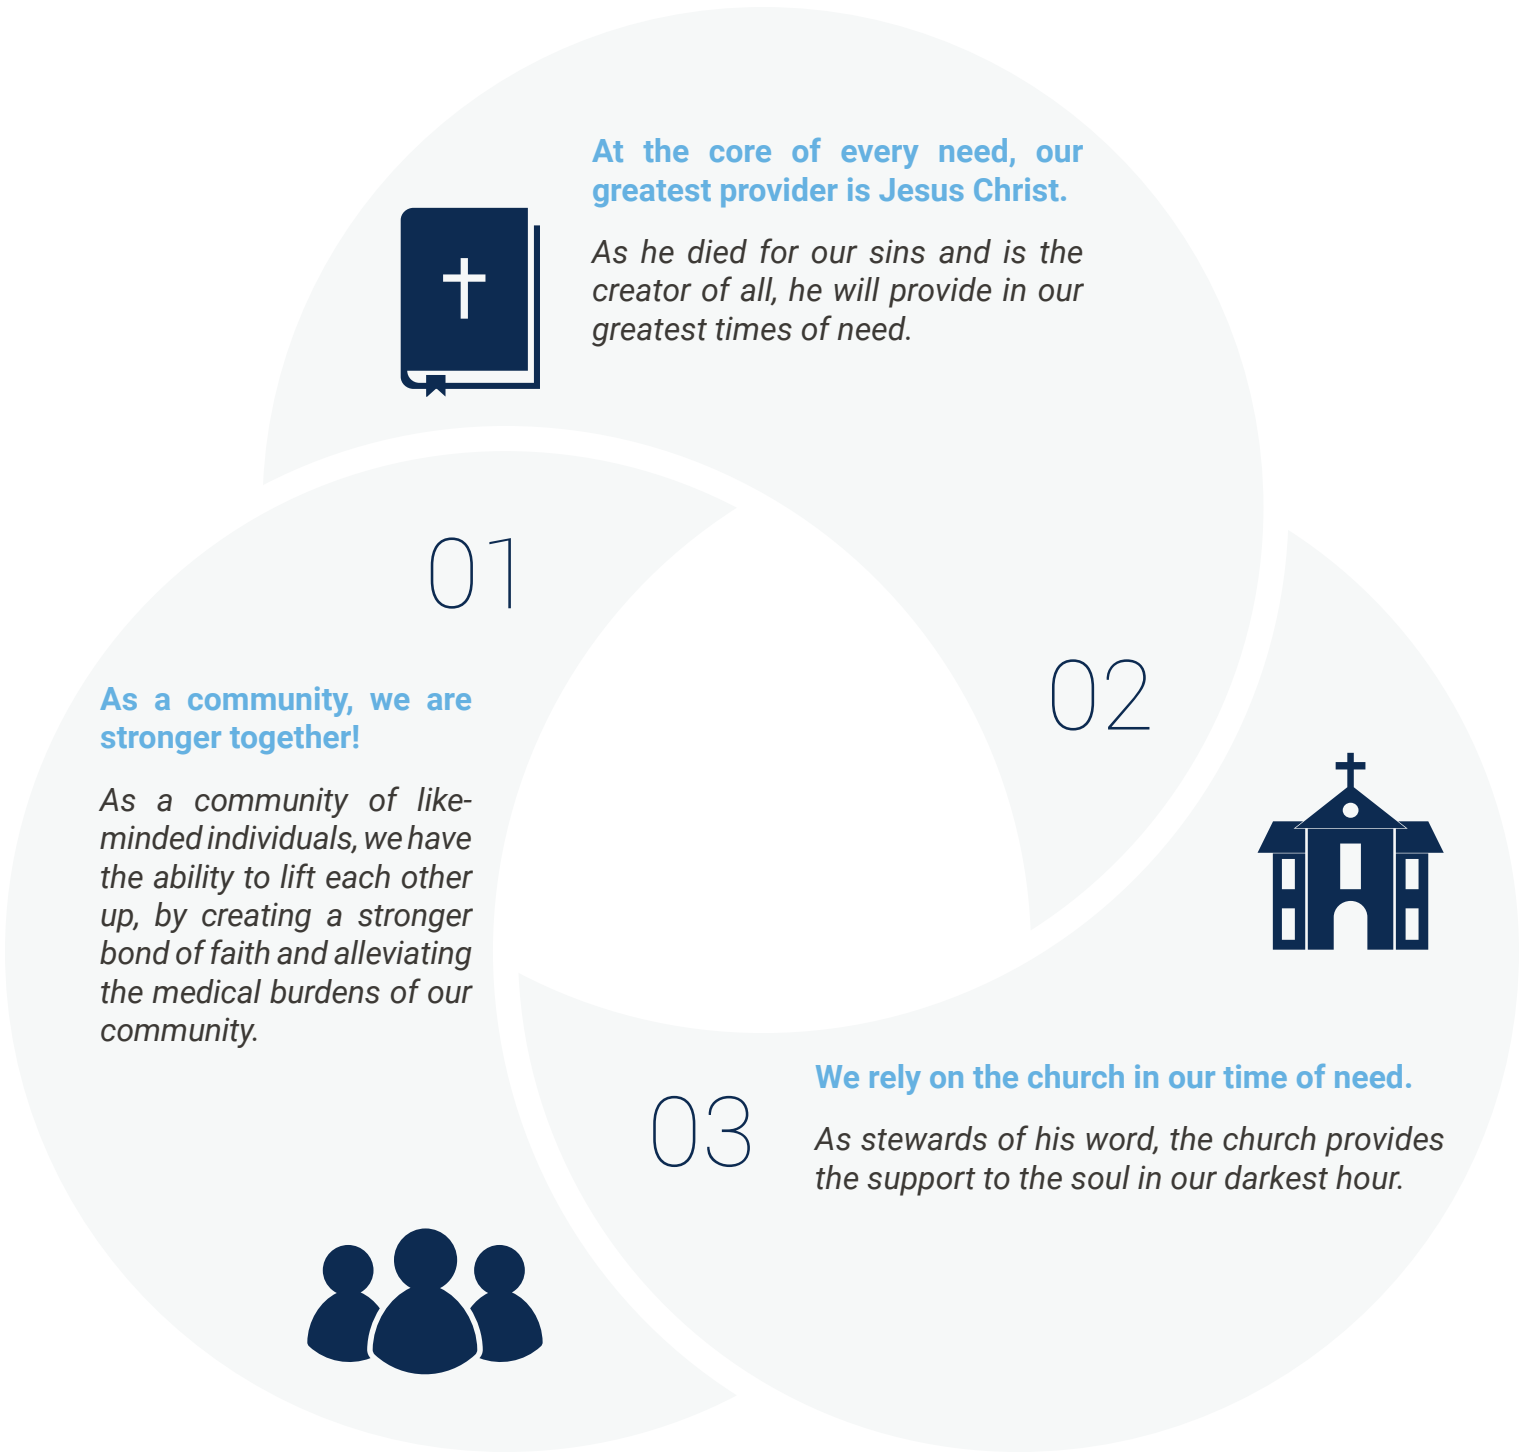 At the core of every need, our
greatest provider is Jesus Christ.
As he died for our sins and is the
creator of all, he will provide in our
greatest times of need.
01
As a community, we are
stronger together!
As a community of like-
minded individuals, we have
the ability to lift each other
up, by creating a stronger
bond of faith and alleviating
the medical burdens of our
community.
02
03
We rely on the church in our time of need.
As stewards of his word, the church provides
the support to the soul in our darkest hour.